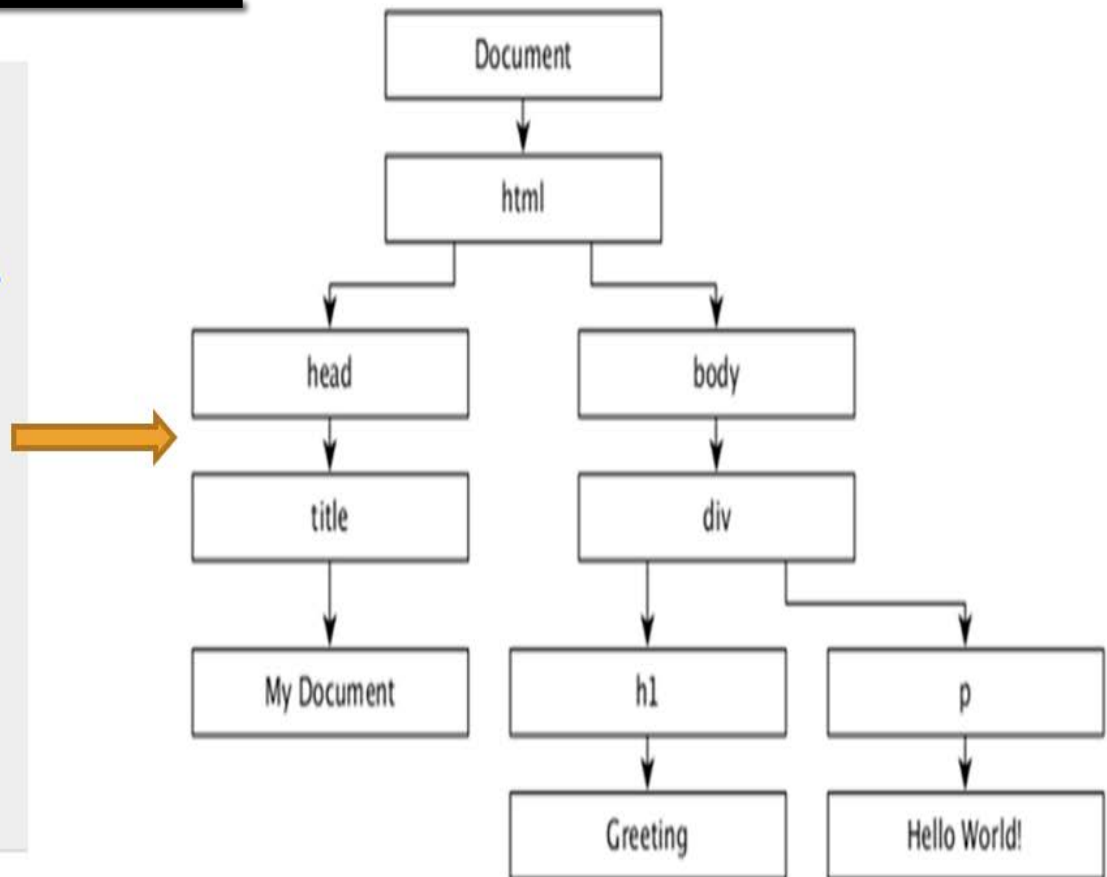 Document
html
head body
title div
My Document h1 p
Greeting Hello World!